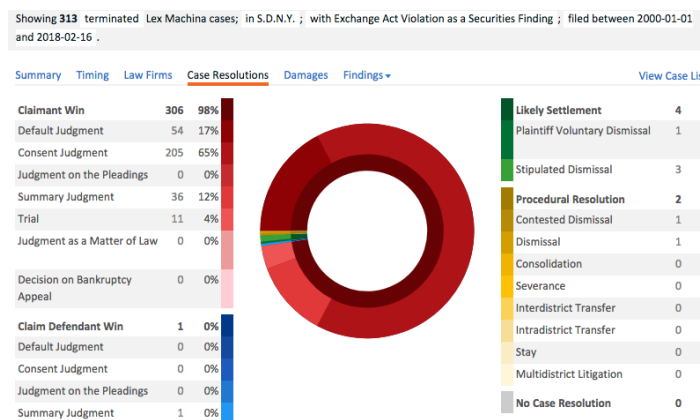 Showing 313 terminated Lex Machina cases; in S.D.N.Y. ; with Exchange Act Violation as a Securities Finding ; filed between 2000-01-01
and 2018-02-16 .
Summary Timing Law Firms Case Resolutions Damages Findings View Case
Claimant Win 306 98%
Default Judgment 54 17%
Consent Judgment 205 65%
Judgment on the Pleadings 0 0%
Summary Judgment 36 12%
Trial 11 4%
Judgment as a Matter of Law 0 0%
Decision on Bankruptcy 0 0%
Appeal
Claim Defendant Win 1 0%
Default Judgment 0 0%
Consent Judgment 0 0%
Judgment on the Pleadings 0 0%
Summary Judgment 1 0%
Likely Settlement 4
Plaintiff Voluntary Dismissal 1
Stipulated Dismissal 3
Procedural Resolution 2
Contested Dismissal 1
Dismissal 1
Consolidation 0
Severance 0
Interdistrict Transfer 0
Intradistrict Transfer 0
Stay 0
Multidistrict Litigation 0
No Case Resolution 0